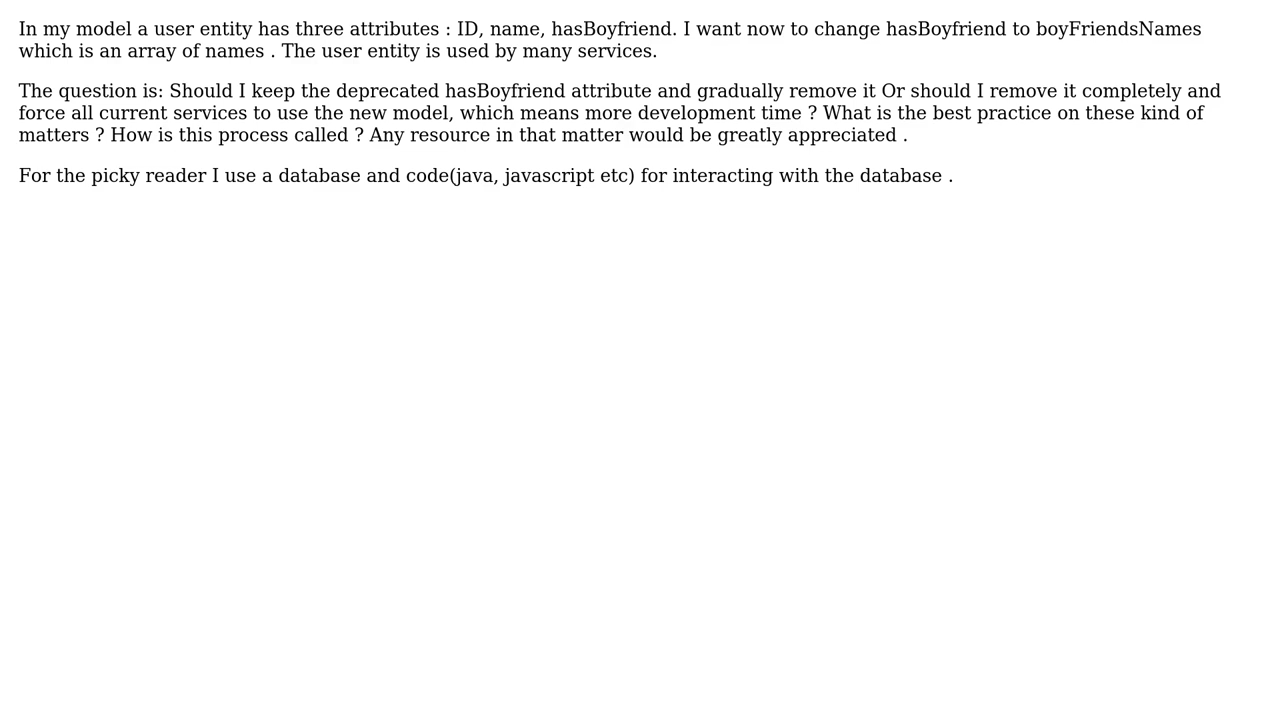 In my model a user entity has three attributes : ID, name, hasBoyfriend. I want now to change hasBoyfriend to boyFriendsNames
which is an array of names . The user entity is used by many services.
The question is: Should I keep the deprecated hasBoyfriend attribute and gradually remove it Or should I remove it completely and
force all current services to use the new model, which means more development time ? What is the best practice on these kind of
matters ? How is this process called ? Any resource in that matter would be greatly appreciated .
For the picky reader I use a database and code(java, javascript etc) for interacting with the database .